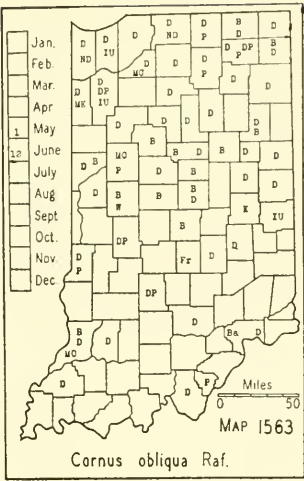 Jan.
Feb.
Mar.
Apr
1 May
12 June
July
Aug
Sept
Oct.
Nov.
Dec.
D ND
D IU
D
D ND
D P
B D
D
D P DP
B D
D MC
D
D P
D MK
DP IU
D
D
D
D
D
D B
B
D B
MC P
B
B
D
B
D
D
D
B W
B
B D
K
IU
DP
B
Fr
D
D
D P
DP
D
Ba
D
B D MC
D
D
D
P
Miles
0 50
MAP 1563
Cornus obliqua Raf.